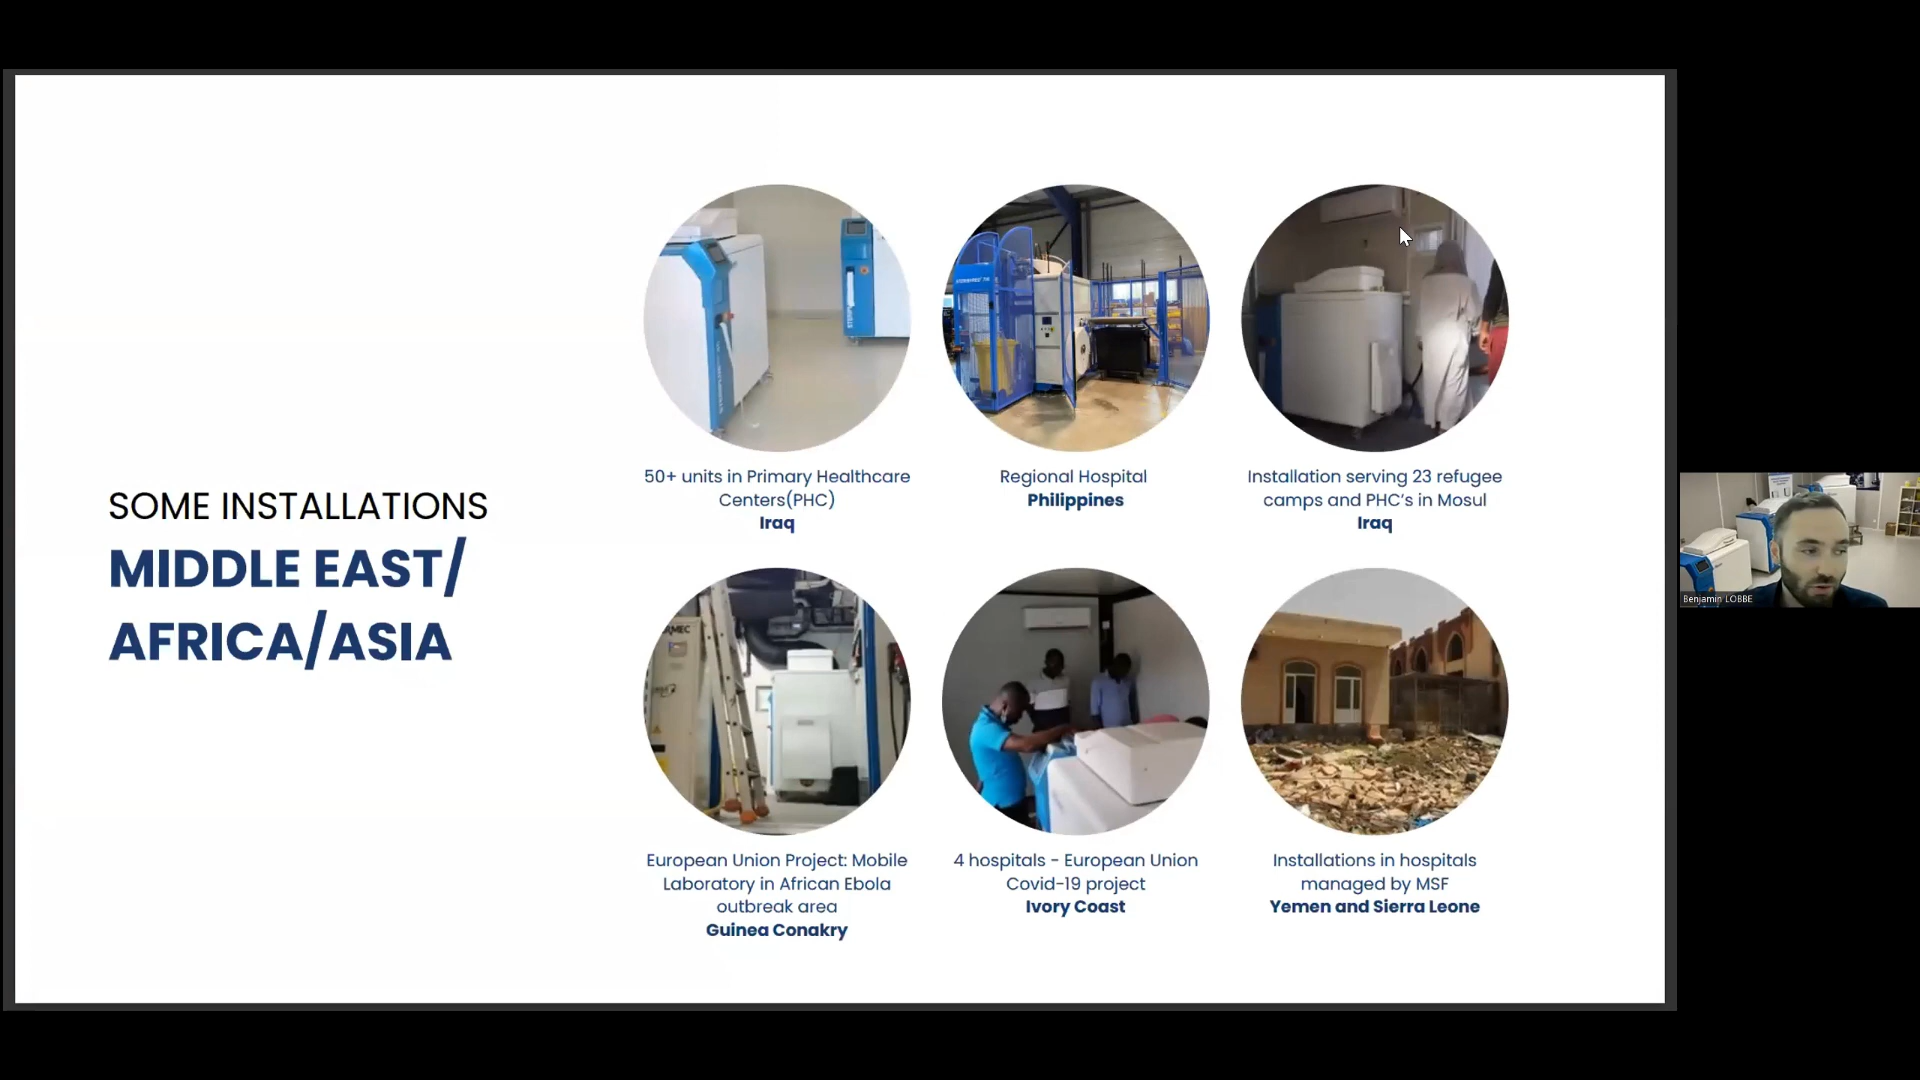 SOME INSTALLATIONS
MIDDLE EAST/
AFRICA/ASIA
50+ units in Primary Healthcare
Centers(PHC)
Iraq
Regional Hospital
Philippines
Installation serving 23 refugee
camps and PHC's in Mosul
Iraq
European Union Project: Mobile
Laboratory in African Ebola
outbreak area
Guinea Conakry
4 hospitals - European Union
Covid-19 project
Ivory Coast
Installations in hospitals
managed by MSF
Yemen and Sierra Leone
Benjamin LOBBE